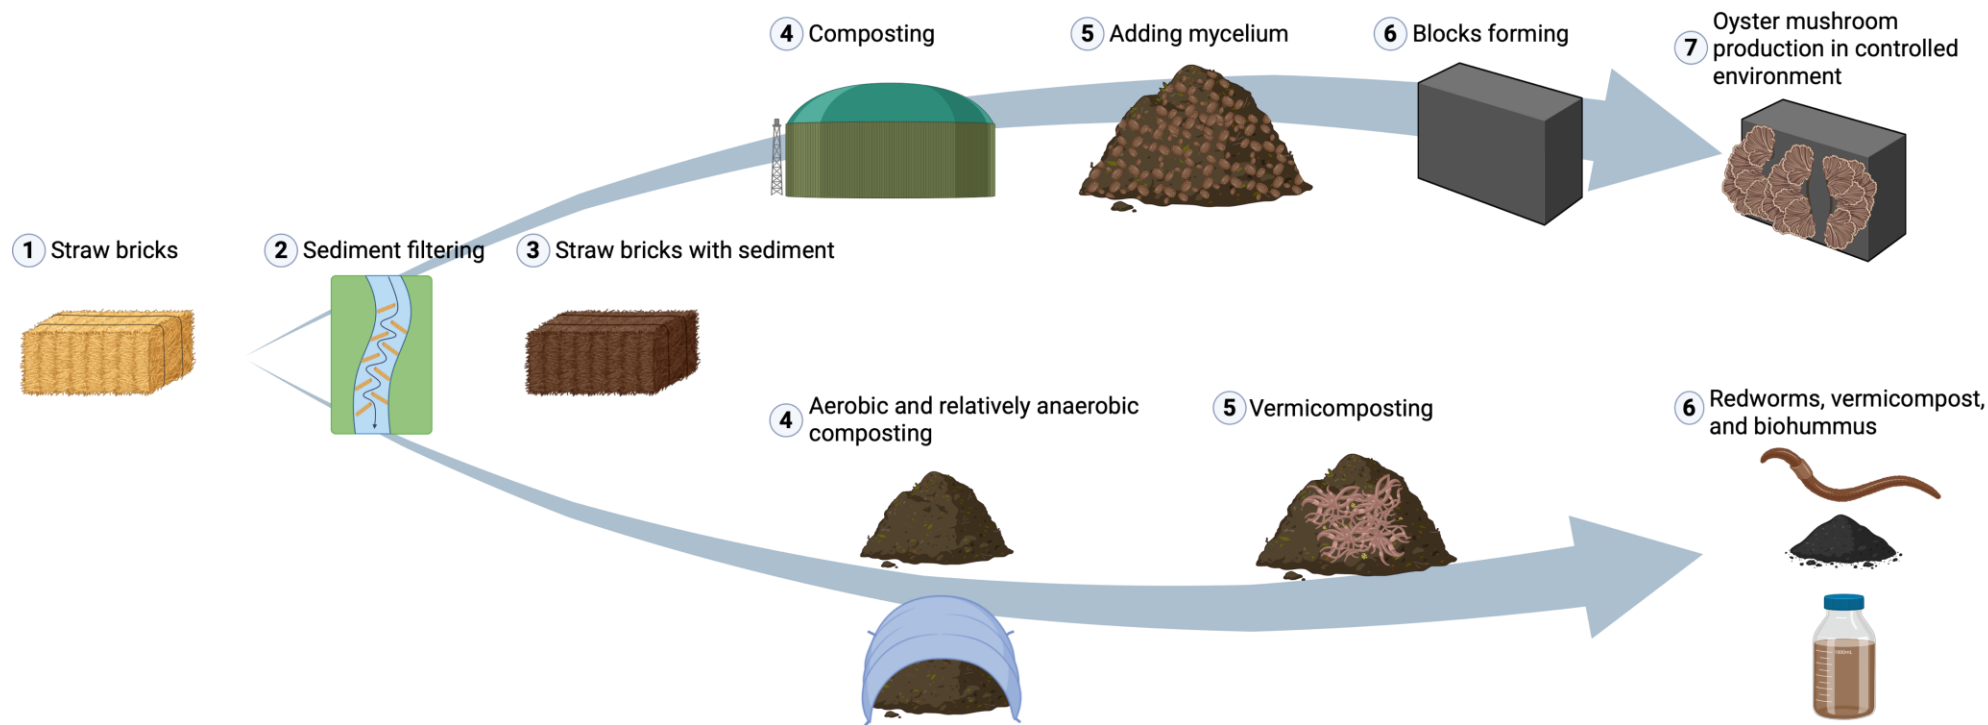 4 Composting
5 Adding mycelium
6 Blocks forming
7 Oyster mushroom
production in controlled
environment
1 Straw bricks
2 Sediment filtering
3 Straw bricks with sediment
4 Aerobic and relatively anaerobic
composting
5 Vermicomposting
6 Redworms, vermicompost,
and biohummus